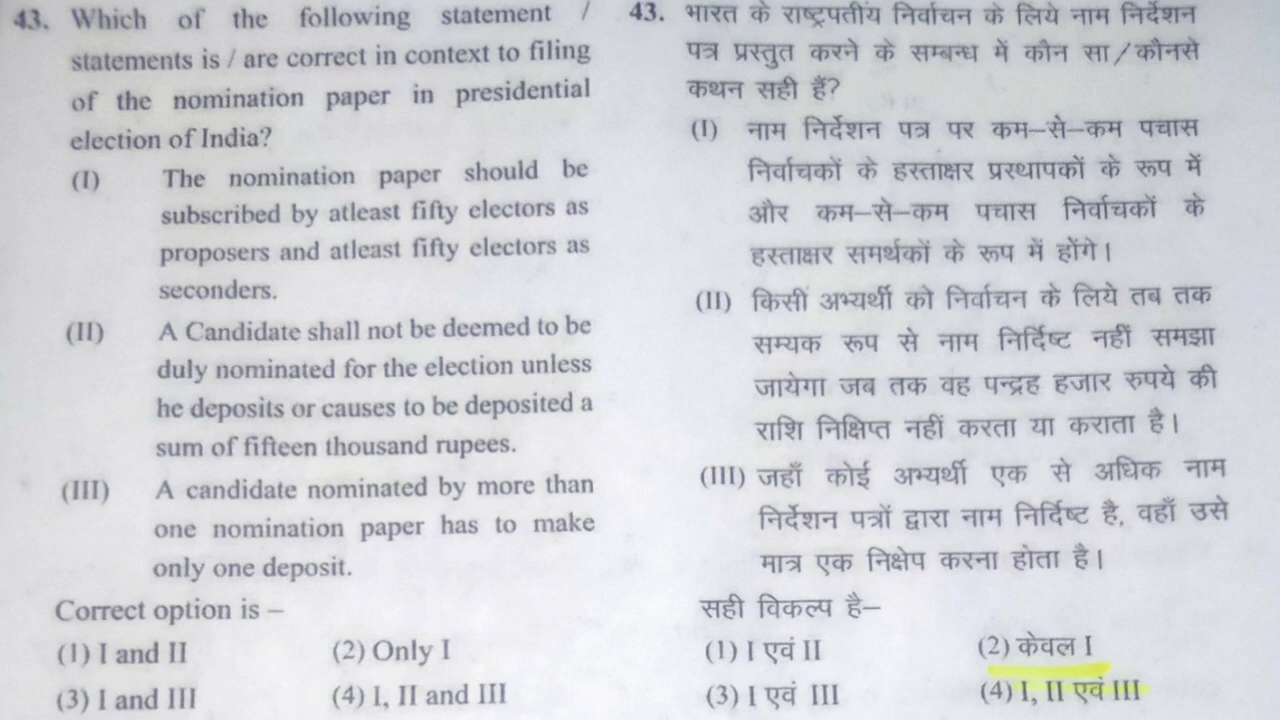 43. Which of the following statement /
statements is / are correct in context to filing
of the nomination paper in presidential
election of India?
(I) The nomination paper should be
subscribed by atleast fifty electors as
proposers and atleast fifty electors as
seconders.
(II) A Candidate shall not be deemed to be
duly nominated for the election unless
he deposits or causes to be deposited a
sum of fifteen thousand rupees.
(III) A candidate nominated by more than
one nomination paper has to make
only one deposit.
Correct option is –
(1) I and II (2) Only I
(3) I and III (4) I, II and III
43. भारत के राष्ट्रपतीय निर्वाचन के लिये नाम निर्देशन
पत्र प्रस्तुत करने के सम्बन्ध में कौन सा/कौनसे
कथन सही हैं?
(I) नाम निर्देशन पत्र पर कम–से–कम पचास
निर्वाचकों के हस्ताक्षर प्रस्थापकों के रूप में
और कम–से–कम पचास निर्वाचकों के
हस्ताक्षर समर्थकों के रूप में होंगे।
(II) किसी अभ्यर्थी को निर्वाचन के लिये तब तक
सम्यक रूप से नाम निर्दिष्ट नहीं समझा
जायेगा जब तक वह पन्द्रह हजार रुपये की
राशि निक्षिप्त नहीं करता या कराता है।
(III) जहाँ कोई अभ्यर्थी एक से अधिक नाम
निर्देशन पत्रों द्वारा नाम निर्दिष्ट है, वहाँ उसे
मात्र एक निक्षेप करना होता है।
सही विकल्प है–
(1) I एवं II (2) केवल I
(3) I एवं III (4) I, II एवं III